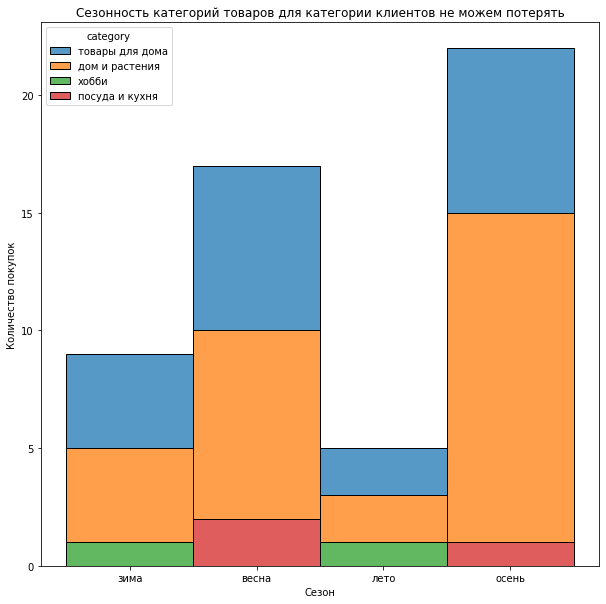 Сезонность категорий товаров для категории клиентов не можем потерять
category
товары для дома
дом и растения
хобби
посуда и кухня
Количество покупок
20
15
10
5
0
зима весна лето осень
Сезон